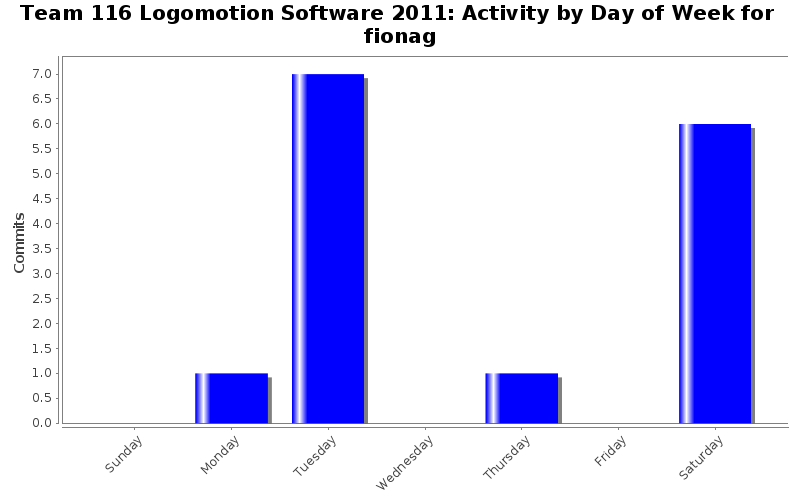 Team 116 Logomotion Software 2011: Activity by Day of Week for
fionag
7.0
6.5
6.0
5.5
5.0
4.5
4.0
3.5
3.0
2.5
2.0
1.5
1.0
0.5
0.0
Commits
Sunday
Monday
Tuesday
Wednesday
Thursday
Friday
Saturday